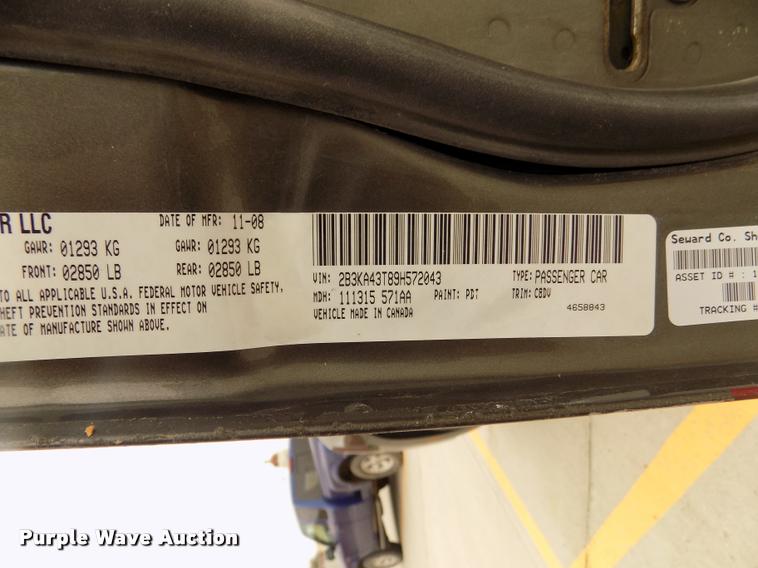 R LLC
DATE OF MFR: 11-08
GAWR: 01293 KG
GAWR: 01293 KG
FRONT: 02850 LB
REAR: 02850 LB
TO ALL APPLICABLE U.S.A. FEDERAL MOTOR VEHICLE SAFETY,
HEFT PREVENTION STANDARDS IN EFFECT ON
ATE OF MANUFACTURE SHOWN ABOVE.
VIN: 2B3KA43T89H572043
TYPE: PASSENGER CAR
MDH: 111315 571AA
PAINT: PDT
TRIM: CBDV
VEHICLE MADE IN CANADA
4658843
Seward Co. Sh
ASSET ID # : 1
TRACKING #
Purple Wave Auction